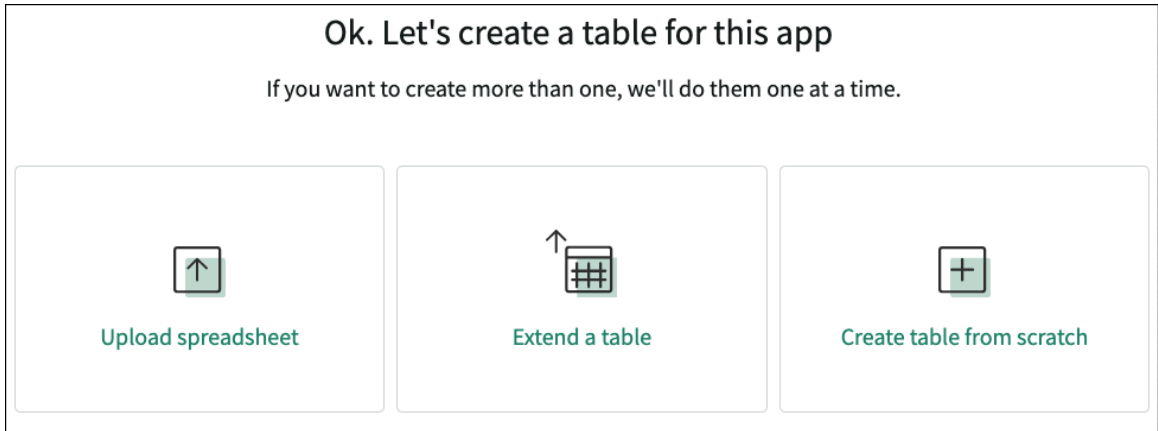 Ok. Let's create a table for this app
If you want to create more than one, we'll do them one at a time.
Upload spreadsheet
Extend a table
Create table from scratch